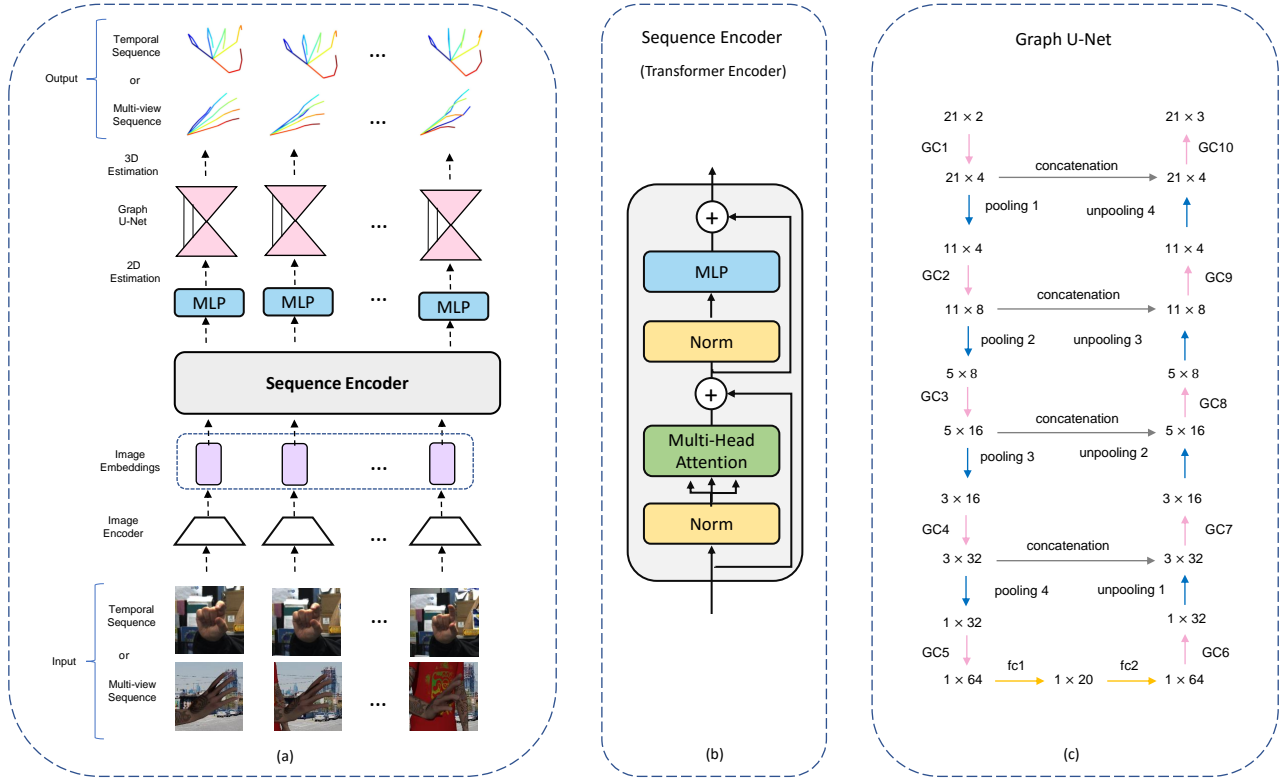 Output
Temporal
Sequence
or
Multi-view
Sequence
...
...
3D
Estimation
Graph
U-Net
...
2D
Estimation
MLP
MLP
...
MLP
Sequence Encoder
Image
Embeddings
...
Image
Encoder
...
Input
Temporal
Sequence
...
or
Multi-view
Sequence
...
(a)
Sequence Encoder
(Transformer Encoder)
+
MLP
Norm
+
Multi-Head
Attention
Norm
(b)
Graph U-Net
21 × 2
21 × 3
GC1
GC10
concatenation
21 × 4
21 × 4
pooling 1
unpooling 4
11 × 4
11 × 4
GC2
GC9
concatenation
11 × 8
11 × 8
pooling 2
unpooling 3
5 × 8
5 × 8
GC3
GC8
concatenation
5 × 16
5 × 16
pooling 3
unpooling 2
3 × 16
3 × 16
GC4
GC7
concatenation
3 × 32
3 × 32
pooling 4
unpooling 1
1 × 32
1 × 32
GC5
GC6
fc1
fc2
1 × 64
1 × 20
1 × 64
(c)